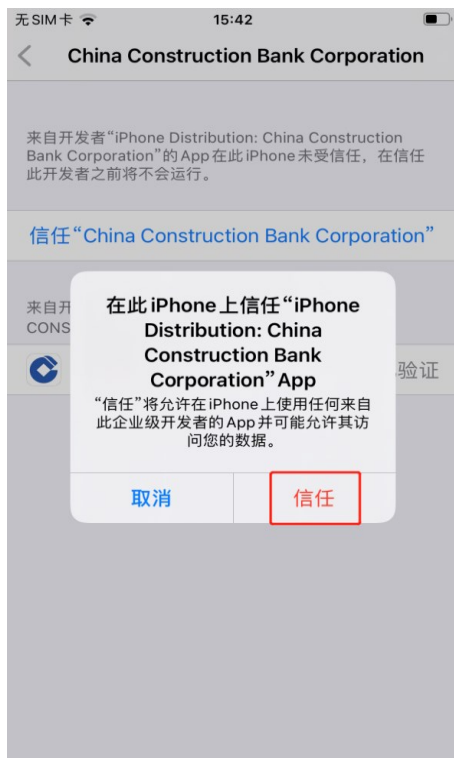 无SIM卡
15:42
China Construction Bank Corporation
来自开发者“iPhone Distribution: China Construction
Bank Corporation”的App在此iPhone未受信任，在信任
此开发者之前将不会运行。
信任“China Construction Bank Corporation”
来自开
CONS
验证
在此iPhone上信任“iPhone
Distribution: China
Construction Bank
Corporation”App
“信任”将允许在iPhone上使用任何来自
此企业级开发者的App并可能允许其访
问您的数据。
取消
信任